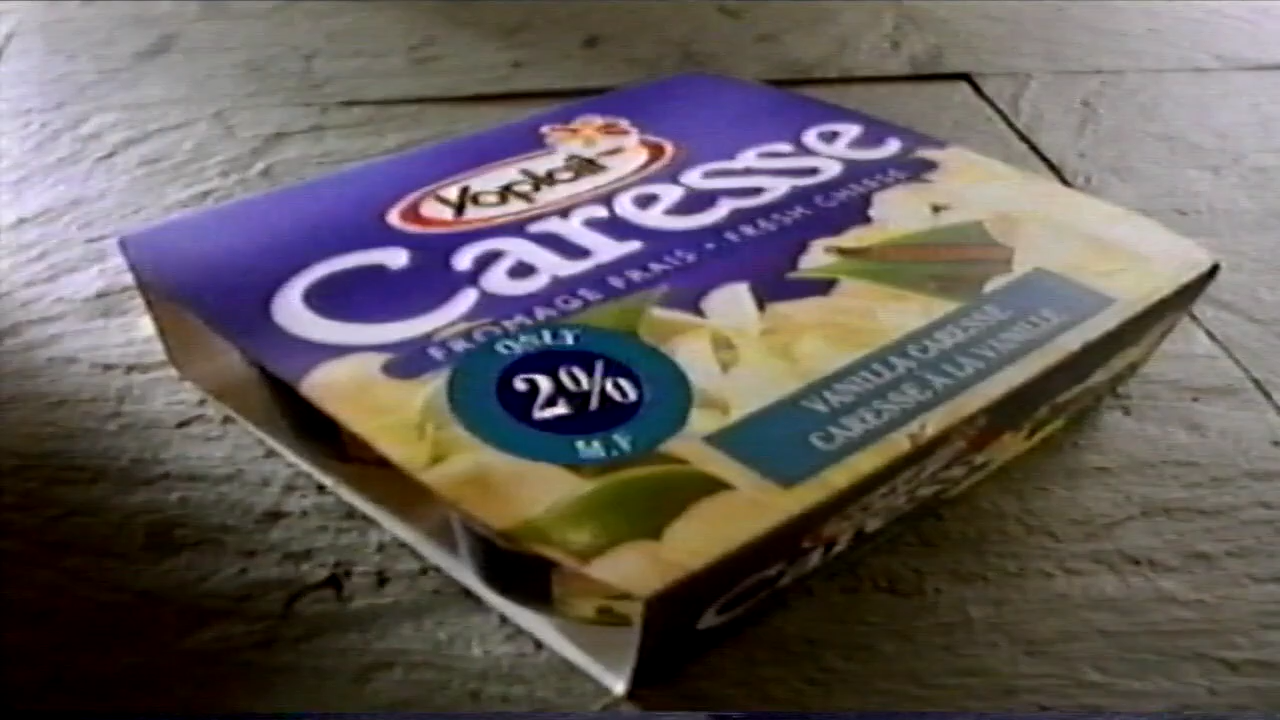 Yoplait
Caresse
FROMAGE FRAIS • FRESH CHEESE
ONLY
2%
M.F
VANILLA CARESSE
CARESSE À LA VANILLE